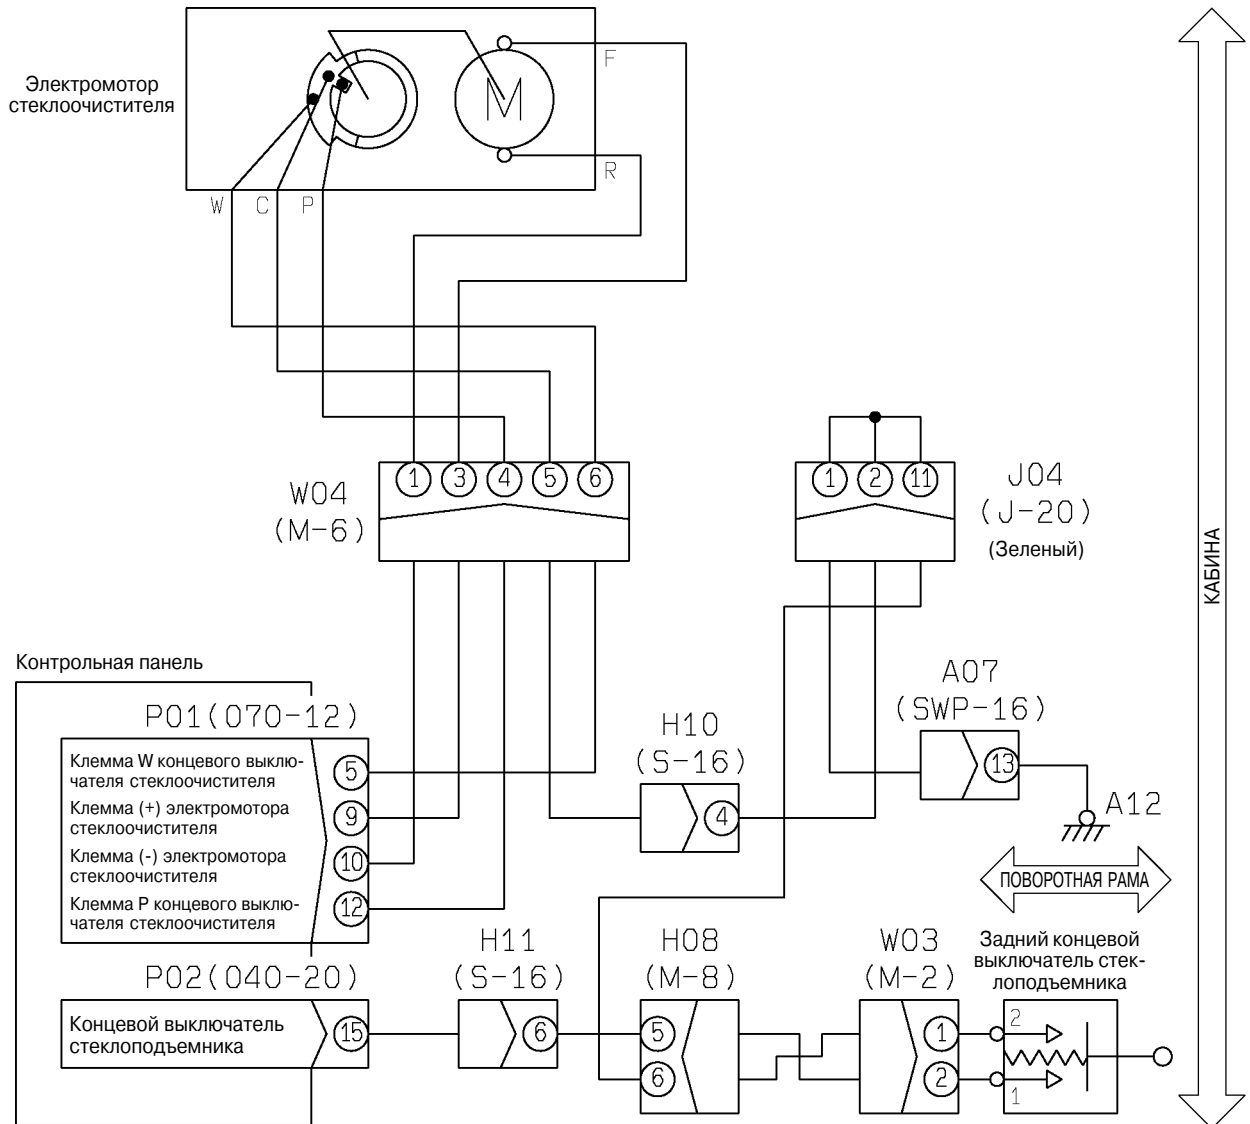 Электромотор
стеклоочистителя
M
F
R
W C P
W04
(M-6)
1 3 4 5 6
1 2 11
J04
(J-20)
(Зеленый)
КАБИНА
Контрольная панель
P01(070-12)
Клемма W концевого выклю-
чателя стеклоочистителя
5
Клемма (+) электромотора
стеклоочистителя
9
Клемма (-) электромотора
стеклоочистителя
10
Клемма P концевого выклю-
чателя стеклоочистителя
12
H10
(S-16)
4
A07
(SWP-16)
13
A12
ПОВОРОТНАЯ РАМА
P02(040-20)
Концевой выключатель
стеклоподъемника
15
H11
(S-16)
6
H08
(M-8)
5
6
W03
(M-2)
1
2
Задний концевой
выключатель стек-
лоподъемника
2
1